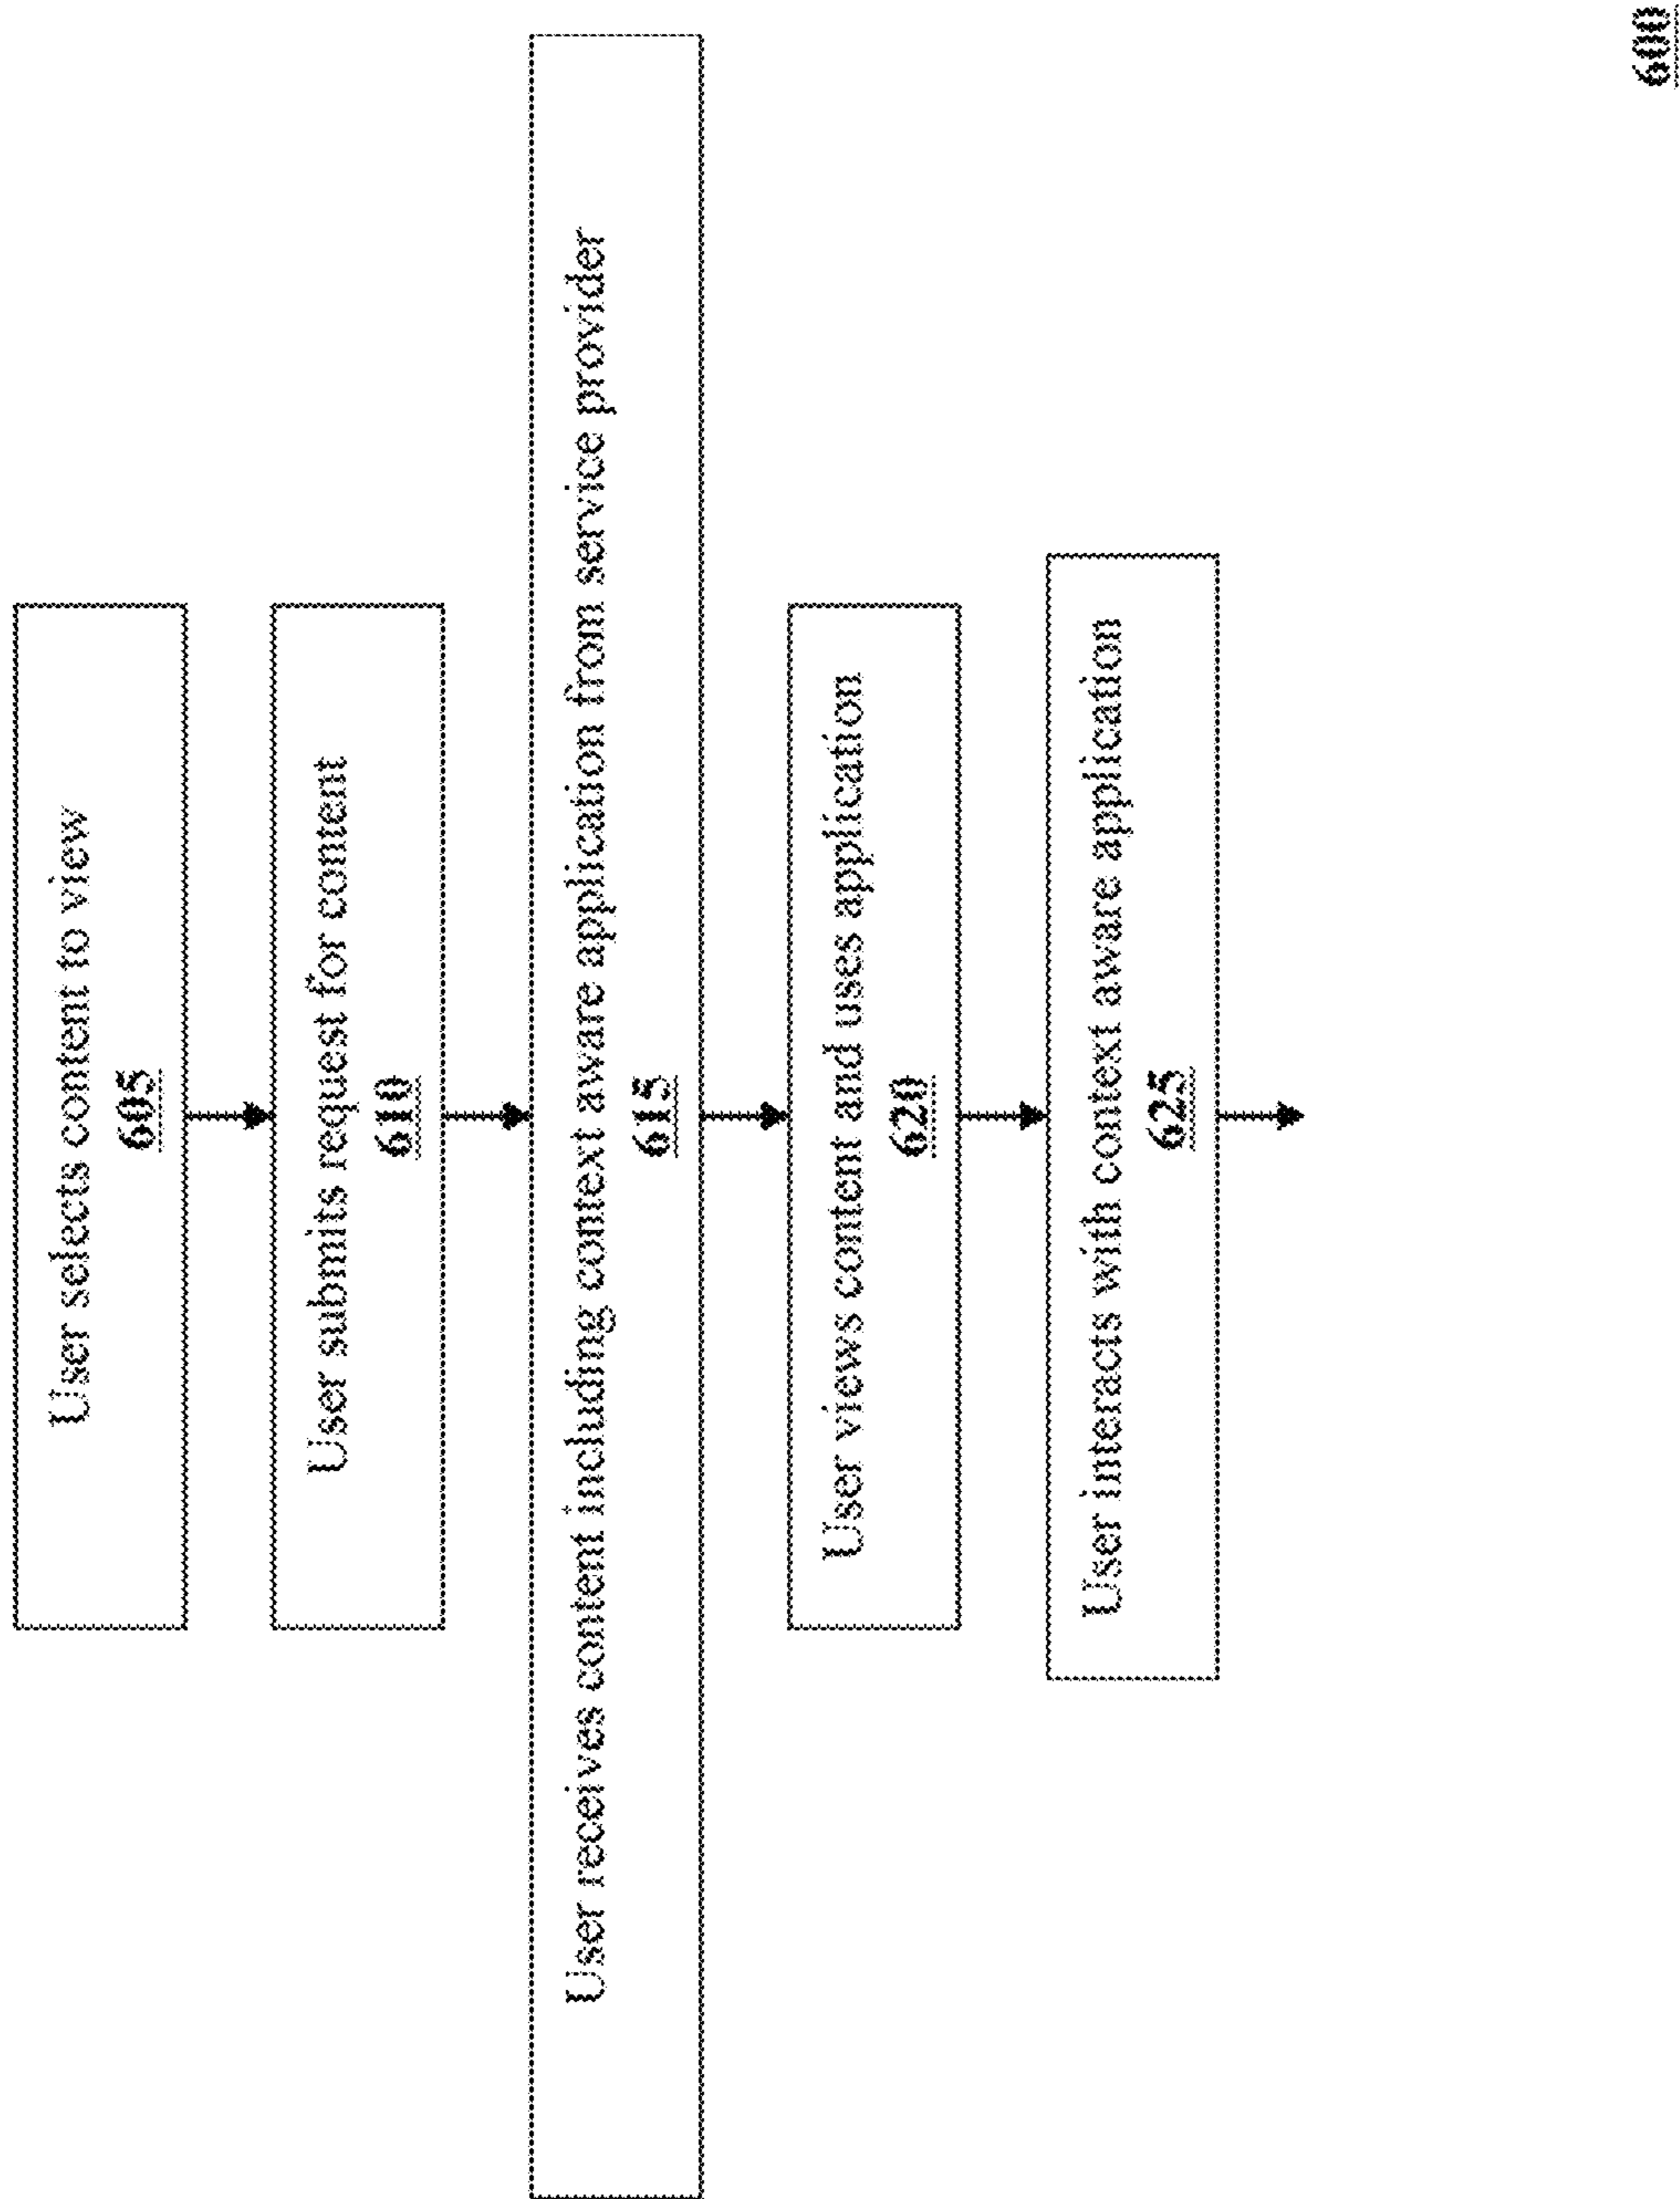 User selects content to view
605
User submits request for content
610
User receives content including context aware application from service provider
615
User views content and uses application
620
User interacts with context aware application
625
600